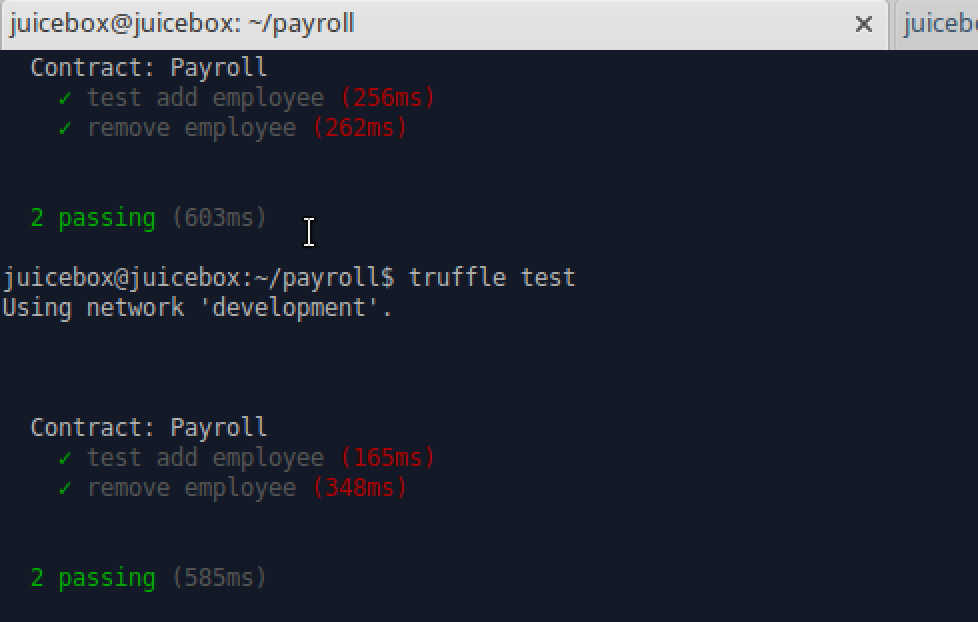 juicebox@juicebox: ~/payroll
Contract: Payroll
✓ test add employee (256ms)
✓ remove employee (262ms)
2 passing (603ms)
juicebox@juicebox:~/payroll$ truffle test
Using network 'development'.
Contract: Payroll
✓ test add employee (165ms)
✓ remove employee (348ms)
2 passing (585ms)